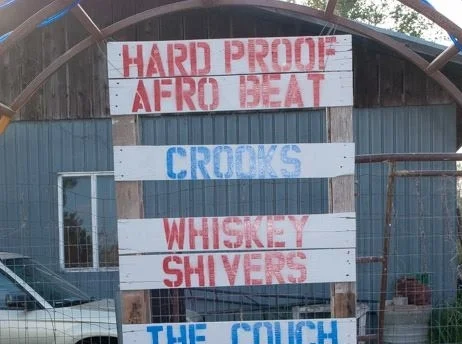 HARD PROOF
AFRO BEAT
CROOKS
WHISKEY
SHIVERS
THE COUCH